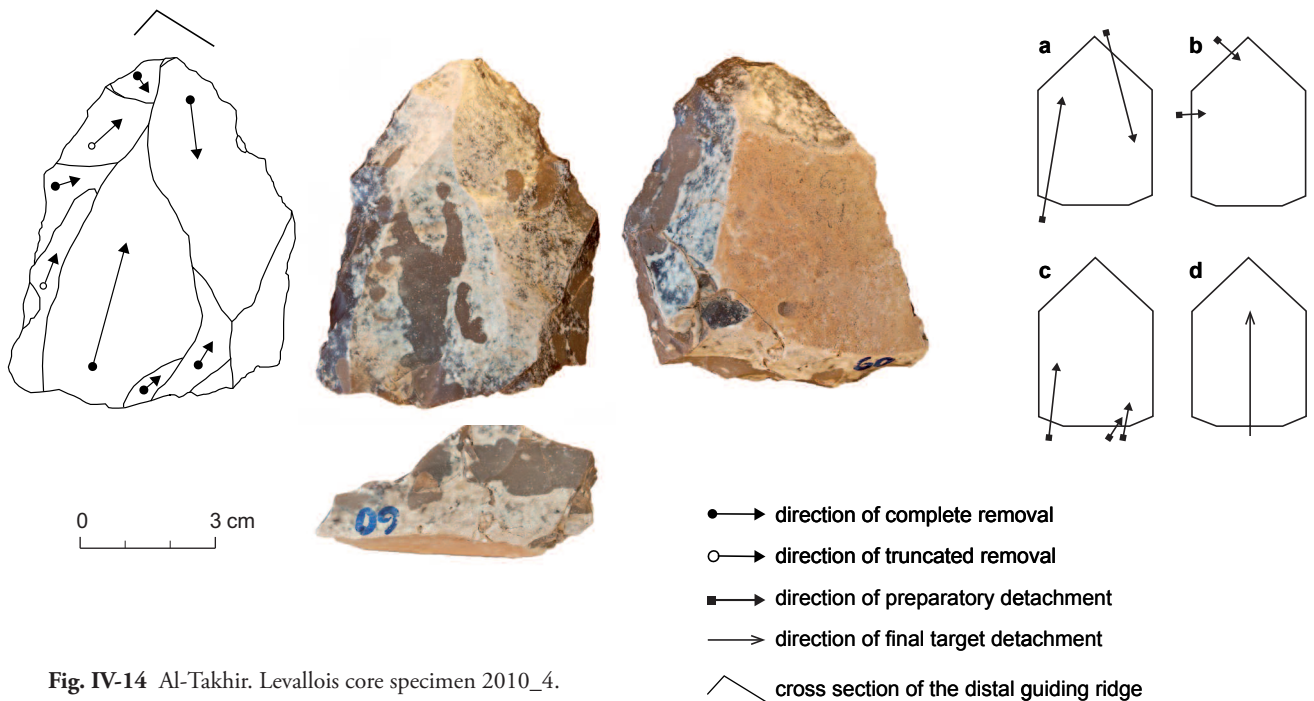 a
b
c
d
60
09
0
3 cm
direction of complete removal
direction of truncated removal
direction of preparatory detachment
direction of final target detachment
cross section of the distal guiding ridge
Fig. IV-14 Al-Takhir. Levallois core specimen 2010_4.